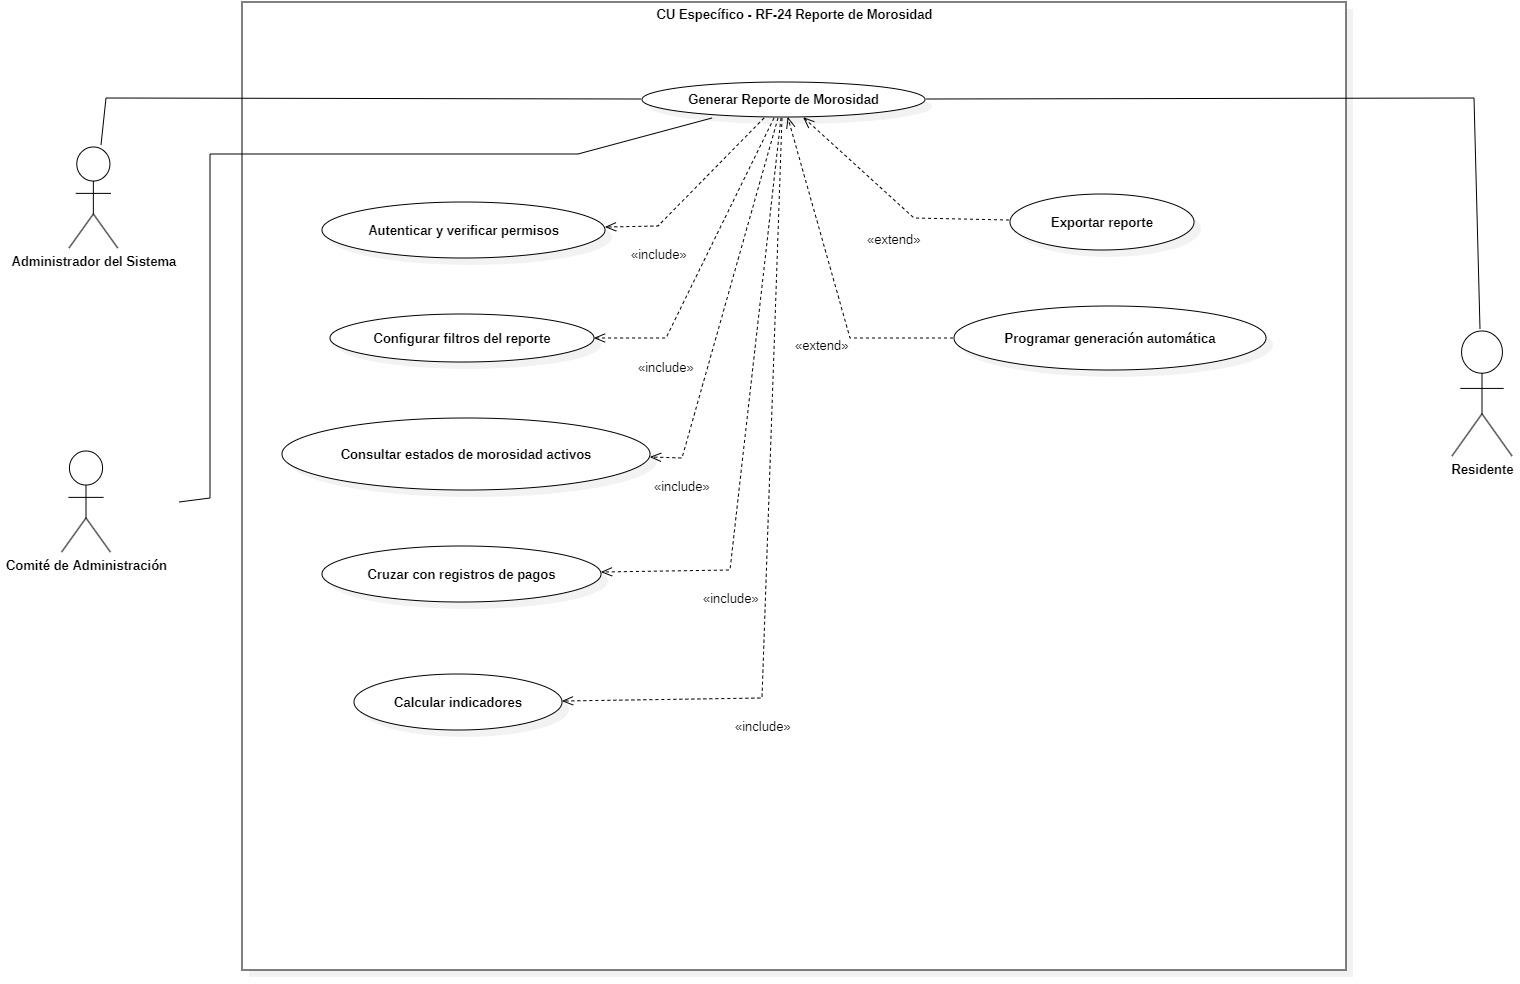 CU Específico - RF-24 Reporte de Morosidad
Generar Reporte de Morosidad
Autenticar y verificar permisos
Exportar reporte
«extend»
«include»
Administrador del Sistema
Configurar filtros del reporte
Programar generación automática
«extend»
«include»
Consultar estados de morosidad activos
Residente
«include»
Comité de Administración
Cruzar con registros de pagos
«include»
Calcular indicadores
«include»